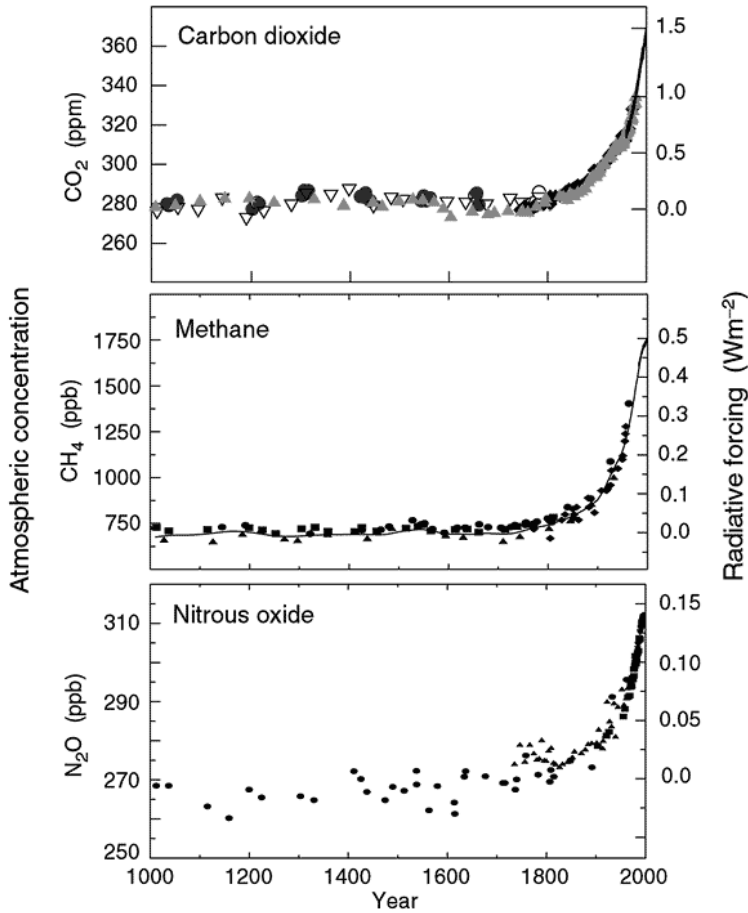 Atmospheric concentration
Radiative forcing (Wm−2)
Carbon dioxide
CO2 (ppm)
360
340
320
300
280
260
1.5
1.0
0.5
0.0
Methane
CH4 (ppb)
1750
1500
1250
1000
750
0.5
0.4
0.3
0.2
0.1
0.0
Nitrous oxide
N2O (ppb)
310
290
270
250
0.15
0.10
0.05
0.0
1000 1200 1400 1600 1800 2000
Year